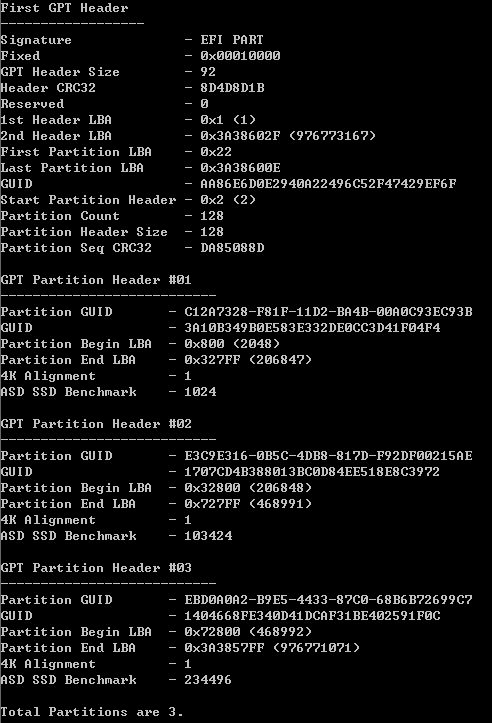 First GPT Header
------------------
Signature              - EFI PART
Fixed                  - 0x00010000
GPT Header Size        - 92
Header CRC32           - 8D4D8D1B
Reserved               - 0
1st Header LBA         - 0x1 (1)
2nd Header LBA         - 0x3A38602F (976773167)
First Partition LBA    - 0x22
Last Partition LBA     - 0x3A38600E
GUID                   - AA86E6D0E2940A22496C52F47429EF6F
Start Partition Header - 0x2 (2)
Partition Count        - 128
Partition Header Size  - 128
Partition Seq CRC32    - DA85088D
GPT Partition Header #01
---------------------------
Partition GUID       - C12A7328-F81F-11D2-BA4B-00A0C93EC93B
GUID                 - 3A10B349B0E583E332DE0CC3D41F04F4
Partition Begin LBA  - 0x800 (2048)
Partition End LBA    - 0x327FF (206847)
4K Alignment         - 1
ASD SSD Benchmark    - 1024
GPT Partition Header #02
---------------------------
Partition GUID       - E3C9E316-0B5C-4DB8-817D-F92DF00215AE
GUID                 - 1707CD4B388013BC0D84EE518E8C3972
Partition Begin LBA  - 0x32800 (206848)
Partition End LBA    - 0x727FF (468991)
4K Alignment         - 1
ASD SSD Benchmark    - 103424
GPT Partition Header #03
---------------------------
Partition GUID       - EBD0A0A2-B9E5-4433-87C0-68B6B72699C7
GUID                 - 1404668FE340D41DCAF31BE402591F0C
Partition Begin LBA  - 0x72800 (468992)
Partition End LBA    - 0x3A3857FF (976771071)
4K Alignment         - 1
ASD SSD Benchmark    - 234496
Total Partitions are 3.